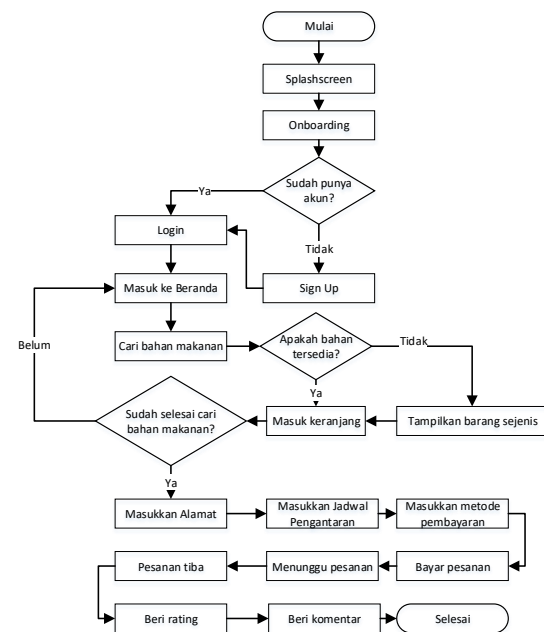 Mulai
Splashscreen
Onboarding
Sudah punya
akun?
Ya
Tidak
Login
Sign Up
Masuk ke Beranda
Belum
Cari bahan makanan
Apakah bahan
tersedia?
Tidak
Ya
Sudah selesai cari
bahan makanan?
Masuk keranjang
Tampilkan barang sejenis
Ya
Masukkan Alamat
Masukkan Jadwal
Pengantaran
Masukkan metode
pembayaran
Pesanan tiba
Menunggu pesanan
Bayar pesanan
Beri rating
Beri komentar
Selesai